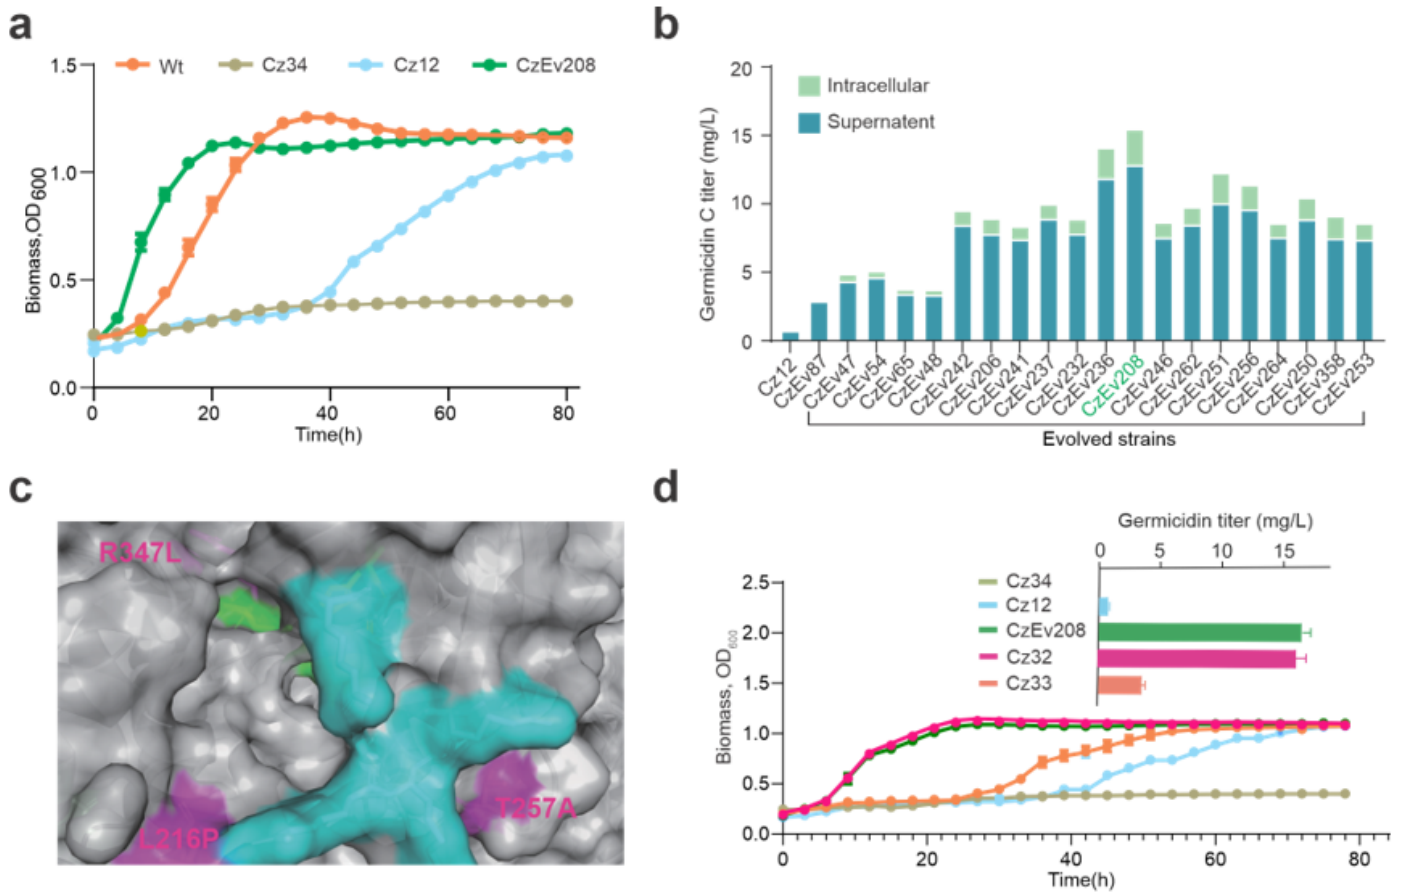 a
Wt Cz34 Cz12 CzEv208
1.5
1.0
0.5
0.0
Biomass,OD600
0 20 40 60 80
Time(h)
b
Intracellular
Supernatent
20
15
10
5
0
Germicidin C titer (mg/L)
Cz12 CzEv87 CzEv47 CzEv54 CzEv65 CzEv48 CzEv242 CzEv206 CzEv241 CzEv237 CzEv232 CzEv236 CzEv208 CzEv246 CzEv262 CzEv251 CzEv256 CzEv264 CzEv250 CzEv358 CzEv253
Evolved strains
c
R347L
T257A
L216P
d
Germicidin titer (mg/L)
0 5 10 15
Cz34
Cz12
CzEv208
Cz32
Cz33
2.5
2.0
1.5
1.0
0.5
0.0
Biomass, OD600
0 20 40 60 80
Time(h)